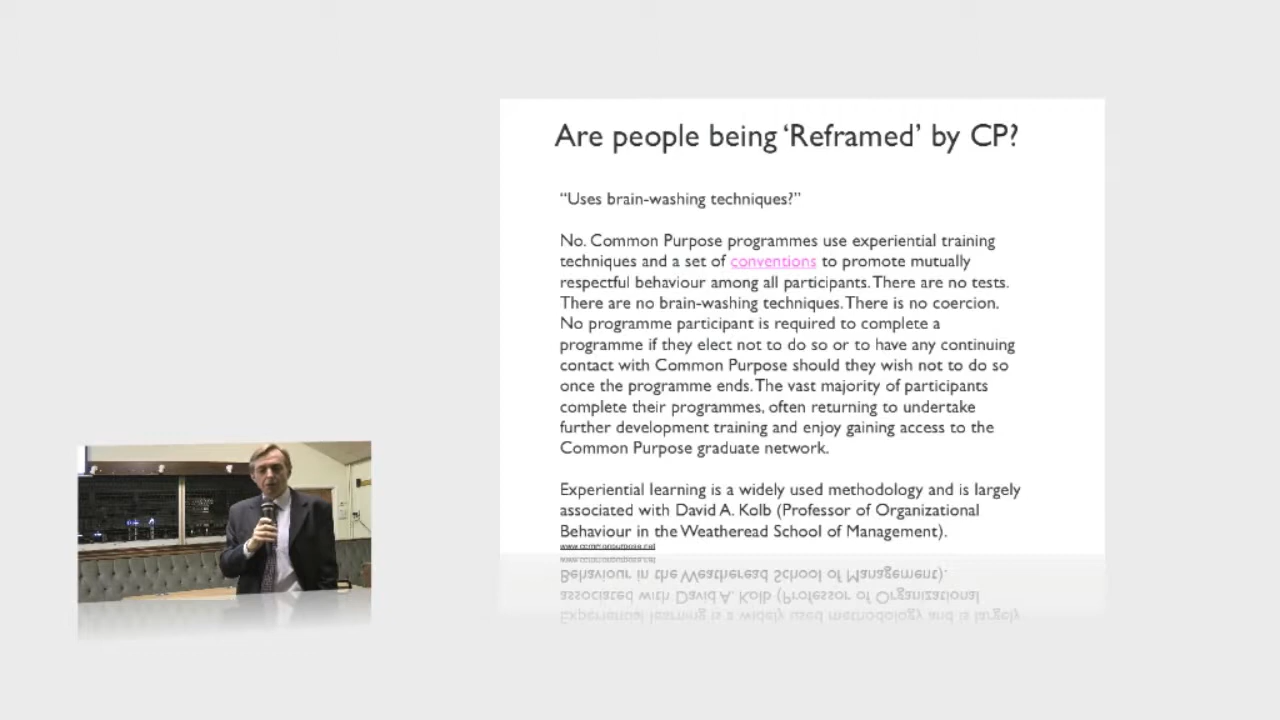 Are people being ‘Reframed’ by CP?
“Uses brain-washing techniques?”
No. Common Purpose programmes use experiential training
techniques and a set of conventions to promote mutually
respectful behaviour among all participants. There are no tests.
There are no brain-washing techniques. There is no coercion.
No programme participant is required to complete a
programme if they elect not to do so or to have any continuing
contact with Common Purpose should they wish not to do so
once the programme ends. The vast majority of participants
complete their programmes, often returning to undertake
further development training and enjoy gaining access to the
Common Purpose graduate network.
Experiential learning is a widely used methodology and is largely
associated with David A. Kolb (Professor of Organizational
Behaviour in the Weatheread School of Management).
www.commonpurpose.net